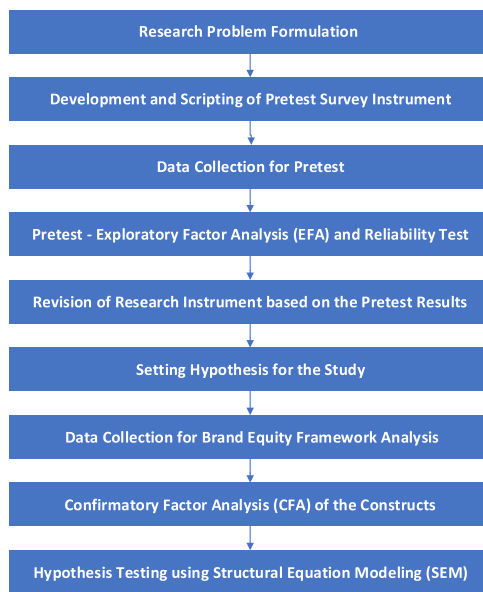 Research Problem Formulation
Development and Scripting of Pretest Survey Instrument
Data Collection for Pretest
Pretest - Exploratory Factor Analysis (EFA) and Reliability Test
Revision of Research Instrument based on the Pretest Results
Setting Hypothesis for the Study
Data Collection for Brand Equity Framework Analysis
Confirmatory Factor Analysis (CFA) of the Constructs
Hypothesis Testing using Structural Equation Modeling (SEM)